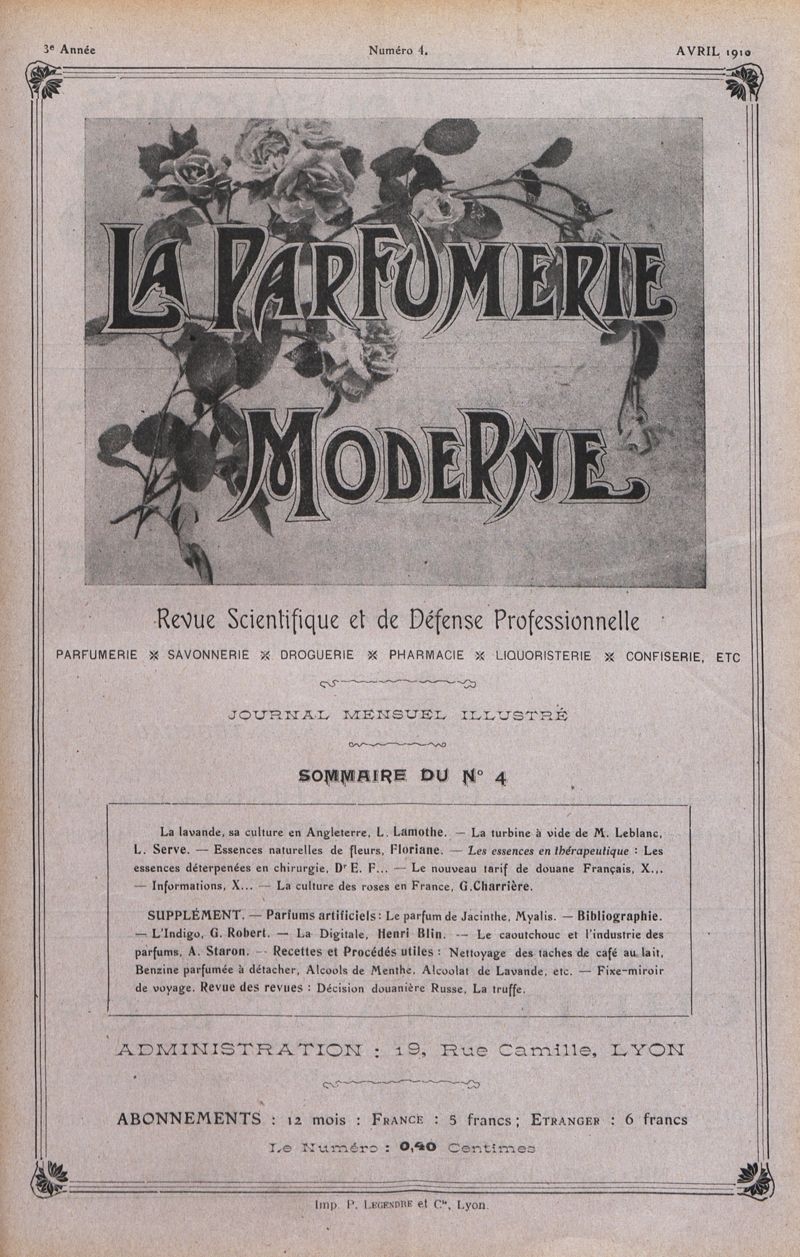 3e Année
Numéro 4.
AVRIL 1910
LA PARFUMERIE
MODERNE
Revue Scientifique et de Défense Professionnelle
PARFUMERIE ※ SAVONNERIE ※ DROGUERIE ※ PHARMACIE ※ LIQUORISTERIE ※ CONFISERIE, ETC
JOURNAL MENSUEL ILLUSTRÉ
SOMMAIRE DU N° 4
La lavande, sa culture en Angleterre, L. Lamothe. — La turbine à vide de M. Leblanc,
L. Serve. — Essences naturelles de fleurs, Floriane. — Les essences en thérapeutique : Les
essences déterpenées en chirurgie, Dr E. F... — Le nouveau tarif de douane Français, X...
— Informations, X... — La culture des roses en France, G. Charrière.
SUPPLÉMENT. — Parfums artificiels : Le parfum de Jacinthe, Myalis. — Bibliographie.
— L'Indigo, G. Robert. — La Digitale, Henri Blin. — Le caoutchouc et l'industrie des
parfums, A. Staron. — Recettes et Procédés utiles : Nettoyage des taches de café au lait,
Benzine parfumée à détacher, Alcools de Menthe, Alcoolat de Lavande, etc. — Fixe-miroir
de voyage. Revue des revues : Décision douanière Russe, La truffe.
ADMINISTRATION : 19, Rue Camille, LYON
ABONNEMENTS : 12 mois : FRANCE : 5 francs ; ETRANGER : 6 francs
Le Numéro : 0,40 Centimes
Imp. P. LEGENDRE et Cie, Lyon.